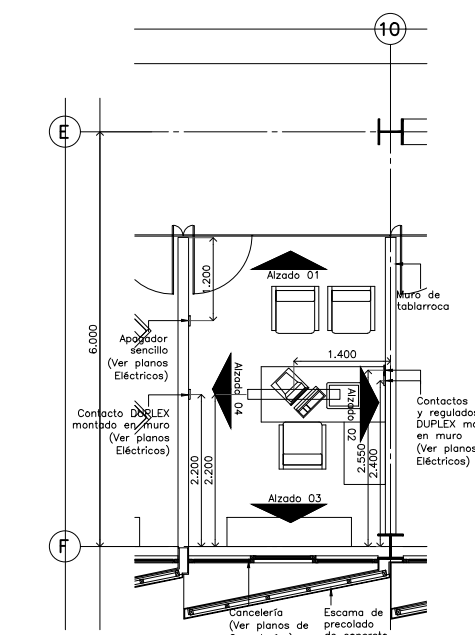 10
E
1.200
Alzado 01
Muro de
tablarroca
6.000
Apagador
sencillo
(Ver planos
Eléctricos)
1.400
Alzado 04
Alzado 02
Contacto DUPLEX
montado en muro
(Ver planos
Eléctricos)
Contactos
y regulados
DUPLEX
en muro
(Ver planos
Eléctricos)
2.200
2.200
2.550
2.400
Alzado 03
F
Cancelería
(Ver planos de
Escama de
precolado
de concreto